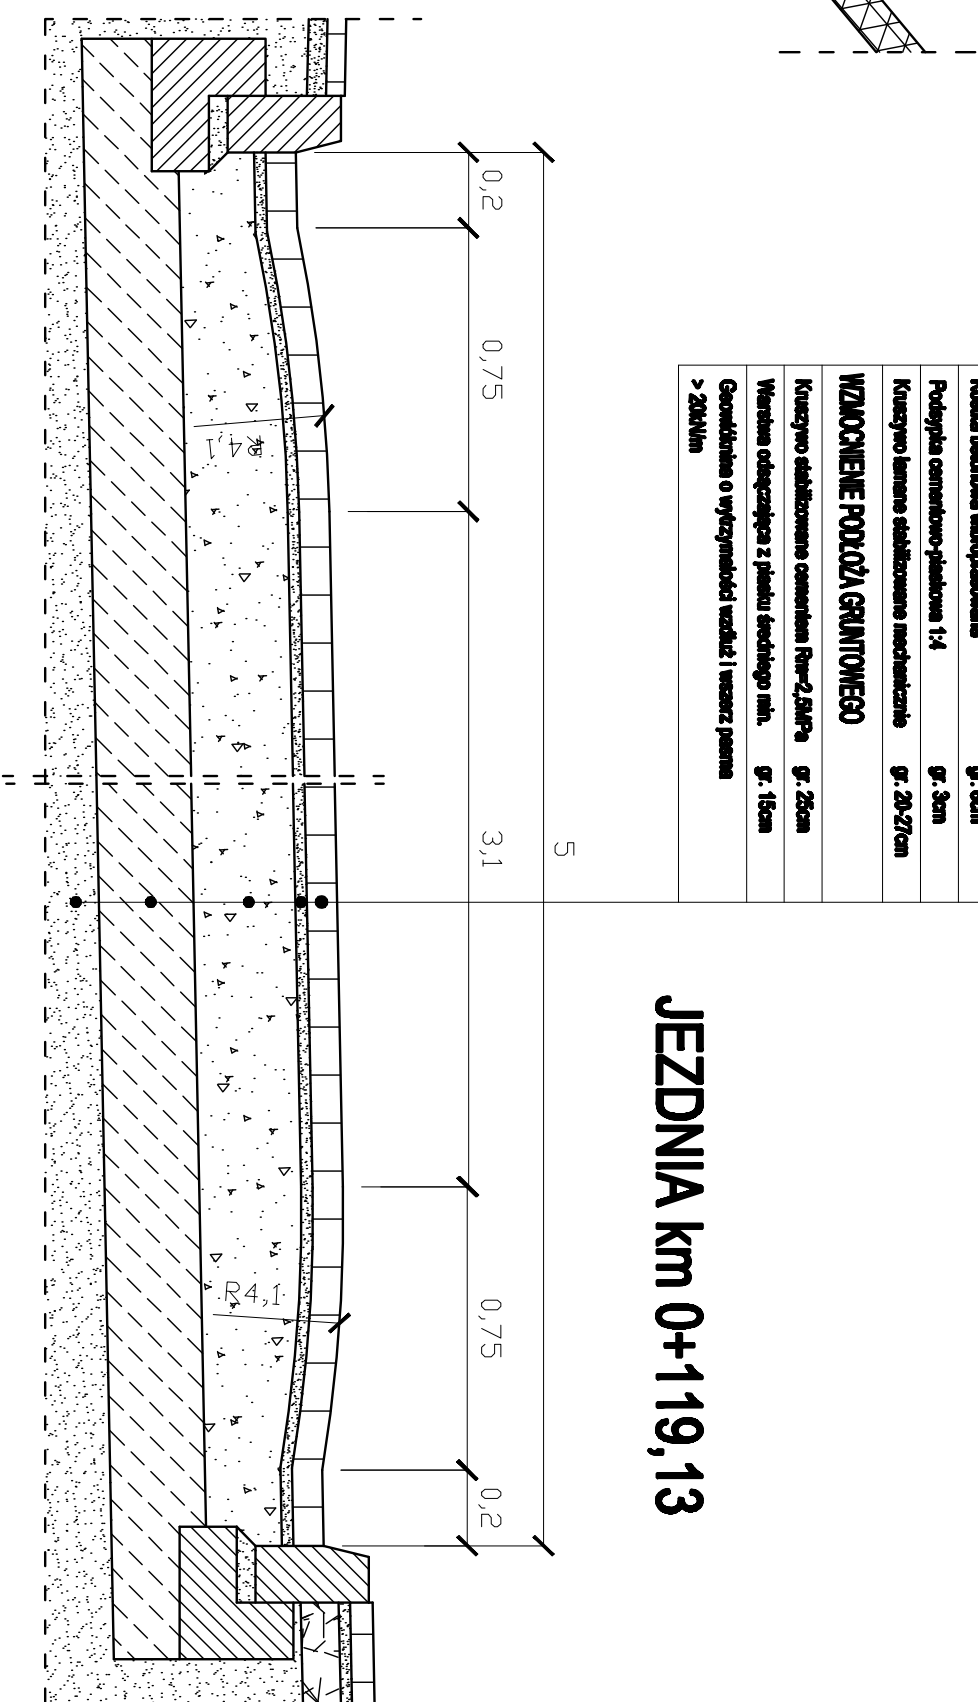 gr.
Podsypka cementowo-piaskowa 1:4 gr. 3cm
Kruszywo łamane stabilizowane mechanicznie gr. 20-27cm
WZMOCNIENIE PODŁOŻA GRUNTOWEGO
Kruszywo stabilizowane cementem Rm=2,5MPa gr. 25cm
Warstwa odsączająca z piasku średniego min. gr. 15cm
Geowłóknina o wytrzymałości wzdłuż i wszerz pasma
> 20kN/m
JEZDNIA km 0+119,13
5
0,2
0,75
3,1
0,75
0,2
R4,1
R4,1